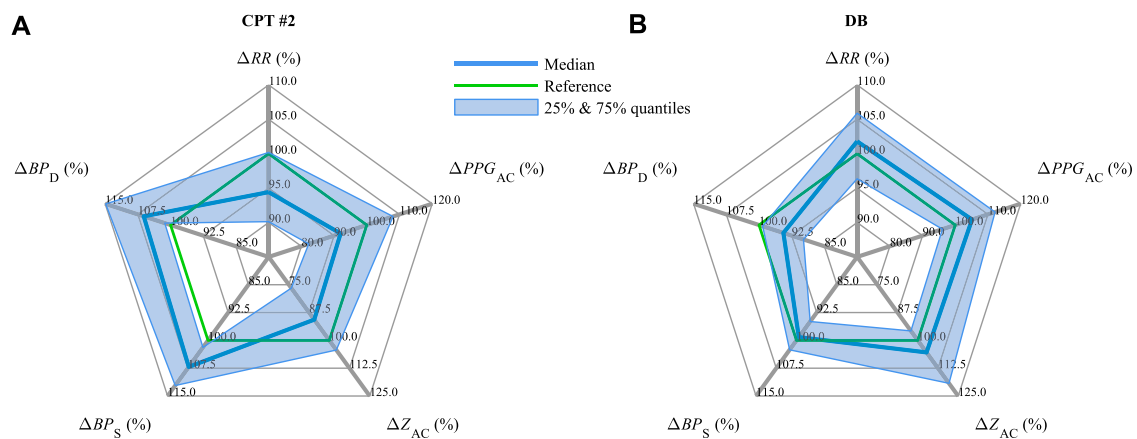 A
CPT #2
B
DB
ΔRR (%)
110.0
105.0
100.0
95.0
90.0
ΔPPG_AC (%)
120.0
110.0
100.0
90.0
80.0
ΔBP_D (%)
115.0
107.5
100.0
92.5
85.0
85.0
92.5
100.0
107.5
115.0
ΔBP_S (%)
75.0
87.5
100.0
112.5
125.0
ΔZ_AC (%)
Median
Reference
25% & 75% quantiles
ΔRR (%)
110.0
105.0
100.0
95.0
90.0
ΔPPG_AC (%)
120.0
110.0
100.0
90.0
80.0
ΔBP_D (%)
115.0
107.5
100.0
92.5
85.0
85.0
92.5
100.0
107.5
115.0
ΔBP_S (%)
75.0
87.5
100.0
112.5
125.0
ΔZ_AC (%)